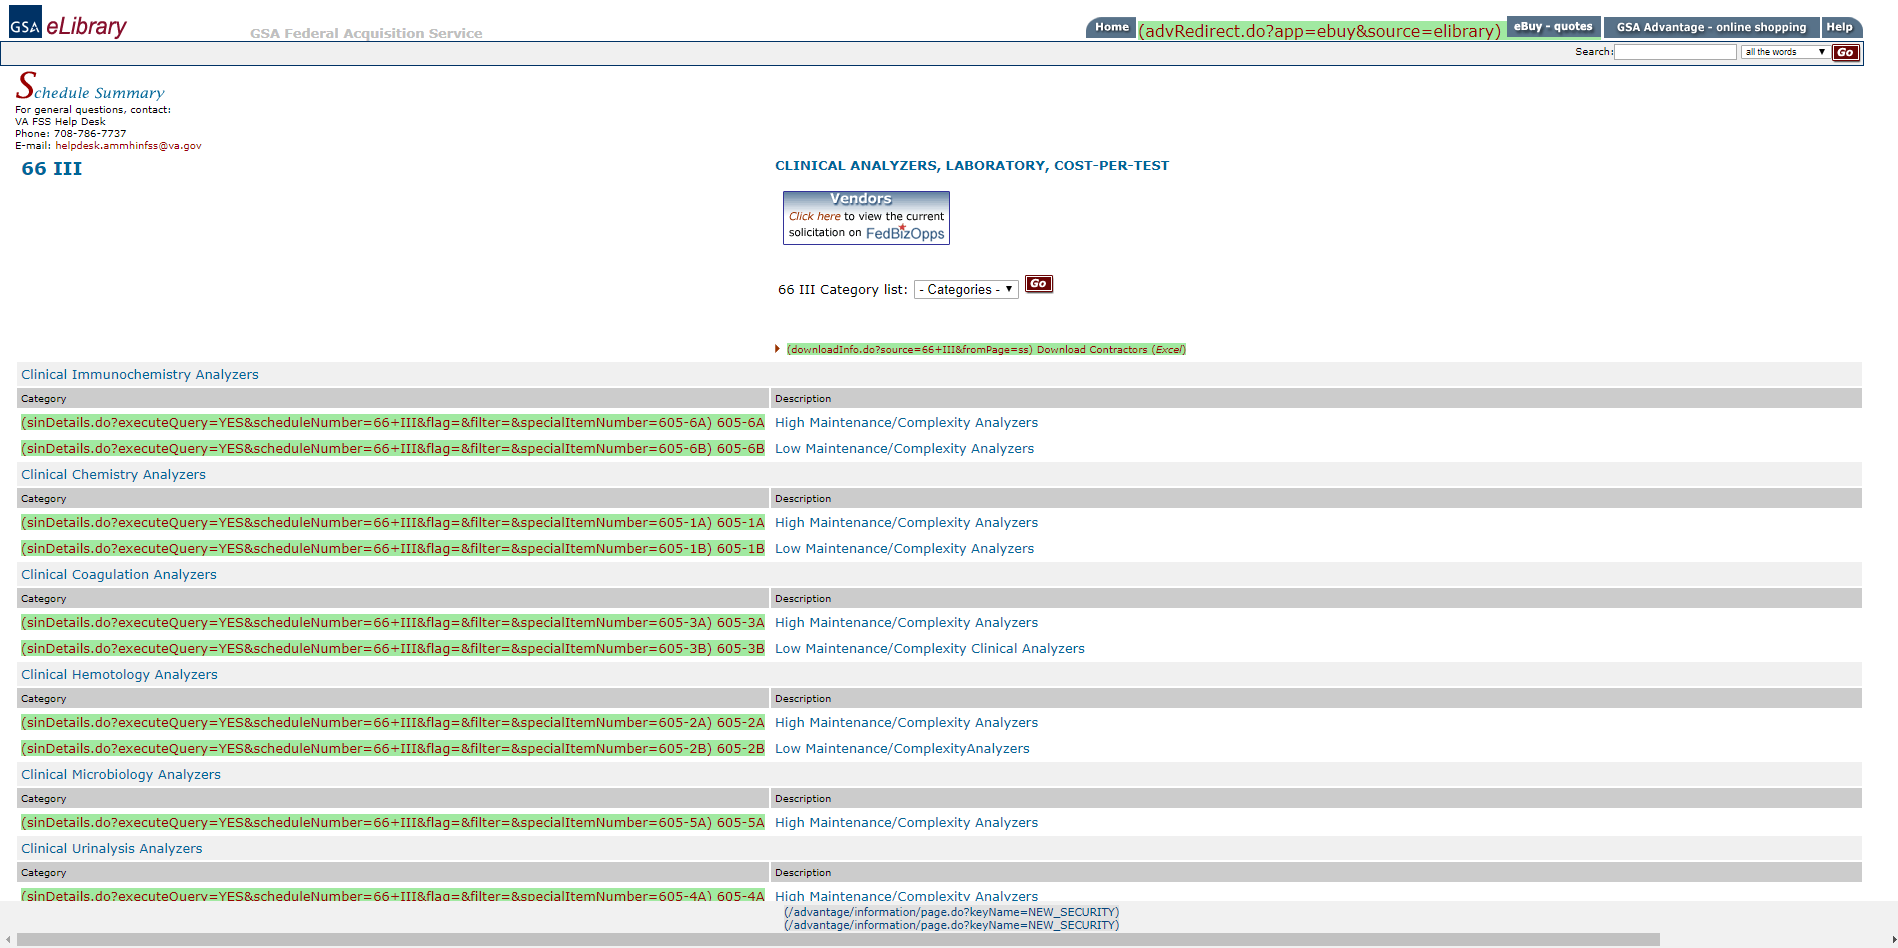 GSA eLibrary
GSA Federal Acquisition Service
Home (advRedirect.do?app=ebuy&source=elibrary) eBuy - quotes GSA Advantage - online shopping Help
Search: all the words Go
Schedule Summary
For general questions, contact:
VA FSS Help Desk
Phone: 708-786-7737
E-mail: helpdesk.ammhinfss@va.gov
66 III CLINICAL ANALYZERS, LABORATORY, COST-PER-TEST
Vendors
Click here to view the current
solicitation on FedBizOpps
66 III Category list: - Categories - Go
(downloadInfo.do?source=66+III&fromPage=ss) Download Contractors (Excel)
Clinical Immunochemistry Analyzers
Category Description
(sinDetails.do?executeQuery=YES&scheduleNumber=66+III&flag=&filter=&specialItemNumber=605-6A) 605-6A High Maintenance/Complexity Analyzers
(sinDetails.do?executeQuery=YES&scheduleNumber=66+III&flag=&filter=&specialItemNumber=605-6B) 605-6B Low Maintenance/Complexity Analyzers
Clinical Chemistry Analyzers
Category Description
(sinDetails.do?executeQuery=YES&scheduleNumber=66+III&flag=&filter=&specialItemNumber=605-1A) 605-1A High Maintenance/Complexity Analyzers
(sinDetails.do?executeQuery=YES&scheduleNumber=66+III&flag=&filter=&specialItemNumber=605-1B) 605-1B Low Maintenance/Complexity Analyzers
Clinical Coagulation Analyzers
Category Description
(sinDetails.do?executeQuery=YES&scheduleNumber=66+III&flag=&filter=&specialItemNumber=605-3A) 605-3A High Maintenance/Complexity Analyzers
(sinDetails.do?executeQuery=YES&scheduleNumber=66+III&flag=&filter=&specialItemNumber=605-3B) 605-3B Low Maintenance/Complexity Clinical Analyzers
Clinical Hemotology Analyzers
Category Description
(sinDetails.do?executeQuery=YES&scheduleNumber=66+III&flag=&filter=&specialItemNumber=605-2A) 605-2A High Maintenance/Complexity Analyzers
(sinDetails.do?executeQuery=YES&scheduleNumber=66+III&flag=&filter=&specialItemNumber=605-2B) 605-2B Low Maintenance/ComplexityAnalyzers
Clinical Microbiology Analyzers
Category Description
(sinDetails.do?executeQuery=YES&scheduleNumber=66+III&flag=&filter=&specialItemNumber=605-5A) 605-5A High Maintenance/Complexity Analyzers
Clinical Urinalysis Analyzers
Category Description
(sinDetails.do?executeQuery=YES&scheduleNumber=66+III&flag=&filter=&specialItemNumber=605-4A) 605-4A High Maintenance/Complexity Analyzers
(/advantage/information/page.do?keyName=NEW_SECURITY)
(/advantage/information/page.do?keyName=NEW_SECURITY)